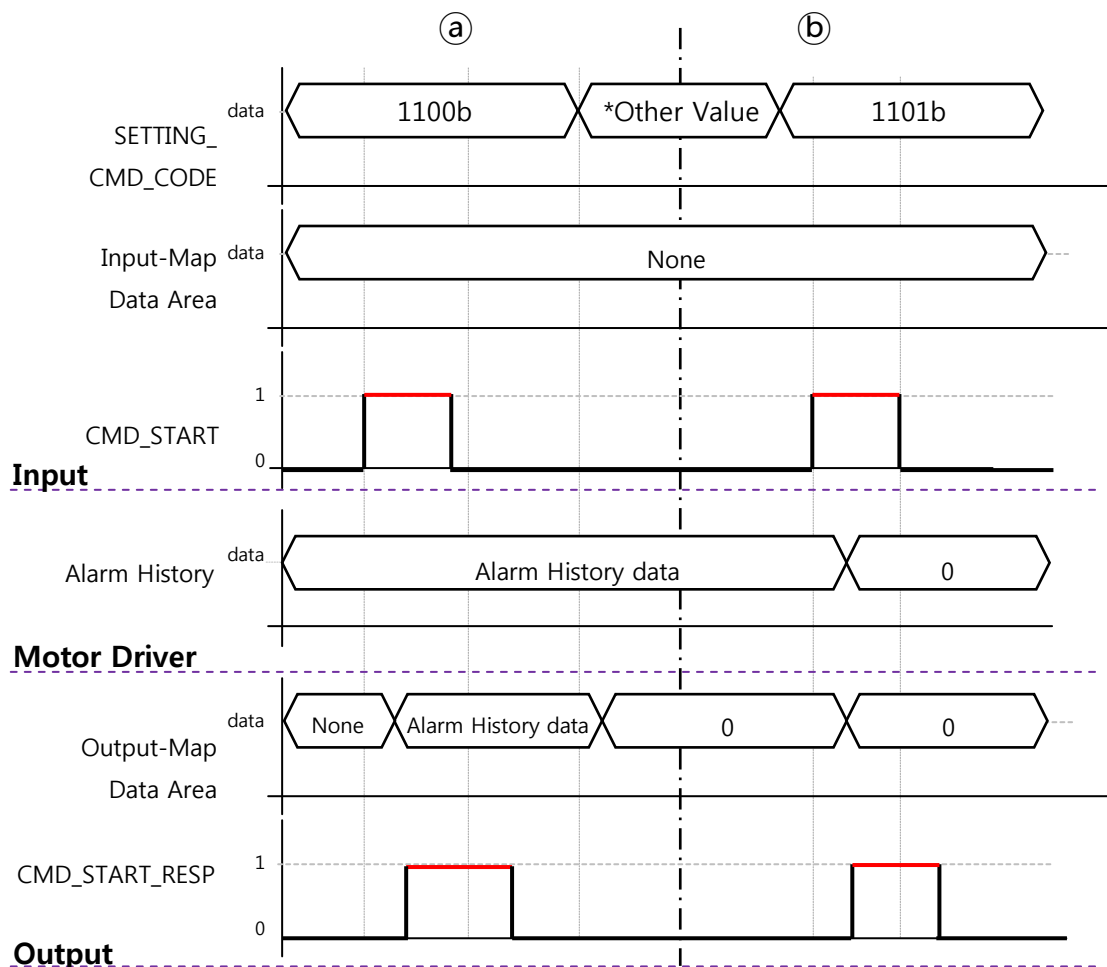 ⓐ ⓑ
data 1100b *Other Value 1101b
SETTING_
CMD_CODE
Input-Map data None
Data Area
1
CMD_START
0
Input
data
Alarm History Alarm History data 0
Motor Driver
data None Alarm History data 0 0
Output-Map
Data Area
1
CMD_START_RESP
0
Output